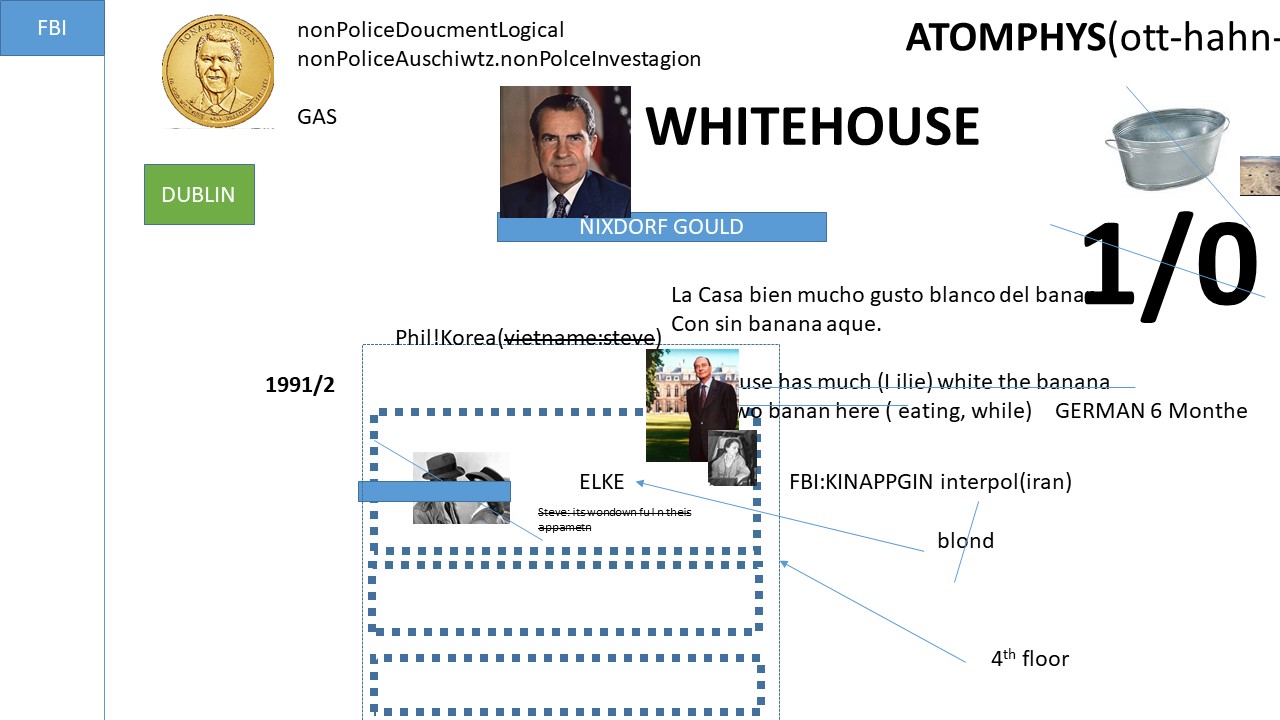 FBI
RONALD REAGAN
nonPoliceDoucmentLogical
nonPoliceAuschiwtz.nonPolceInvestagion
ATOMPHYS(ott-hahn-
GAS
WHITEHOUSE
DUBLIN
NIXDORF GOULD
1/0
La Casa bien mucho gusto blanco del bana
Con sin banana aque.
Phil!Korea(vietname:steve)
1991/2
use has much (I ilie) white the banana
wo banan here ( eating, while)
GERMAN 6 Monthe
ELKE
FBI:KINAPPGIN interpol(iran)
Steve: its wondown ful n theis
appametn
blond
4th floor